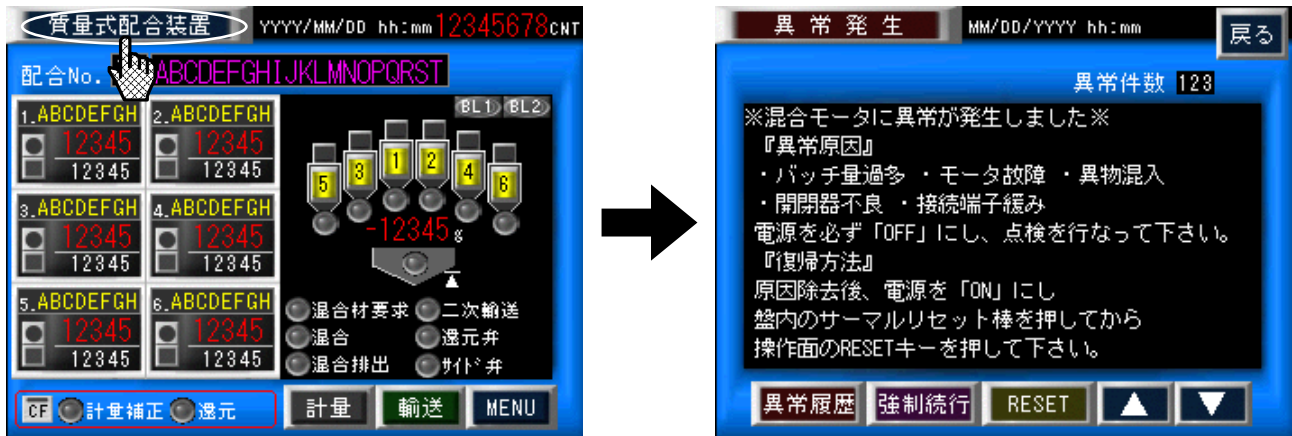 質量式配合装置 YYYY/MM/DD hh:mm 12345678CNT
配合No. ABCDEFGHIJKLMNOPQRST
BL1 BL2
1.ABCDEFGH 2.ABCDEFGH
12345 12345
12345 12345
3.ABCDEFGH 4.ABCDEFGH
12345 12345
12345 12345
5.ABCDEFGH 6.ABCDEFGH
12345 12345
12345 12345
5 3 1 2 4 6
-12345 g
混合材要求 二次輸送
混合 還元弁
混合排出 ｻｲﾄﾞ弁
CF 計量補正 還元
計量 輸送 MENU
異常発生 MM/DD/YYYY hh:mm 戻る
異常件数 123
※混合モータに異常が発生しました※
『異常原因』
・バッチ量過多 ・モータ故障 ・異物混入
・開閉器不良 ・接続端子緩み
電源を必ず「OFF」にし、点検を行なって下さい。
『復帰方法』
原因除去後、電源を「ON」にし
盤内のサーマルリセット棒を押してから
操作面のRESETキーを押して下さい。
異常履歴 強制続行 RESET ▲ ▼